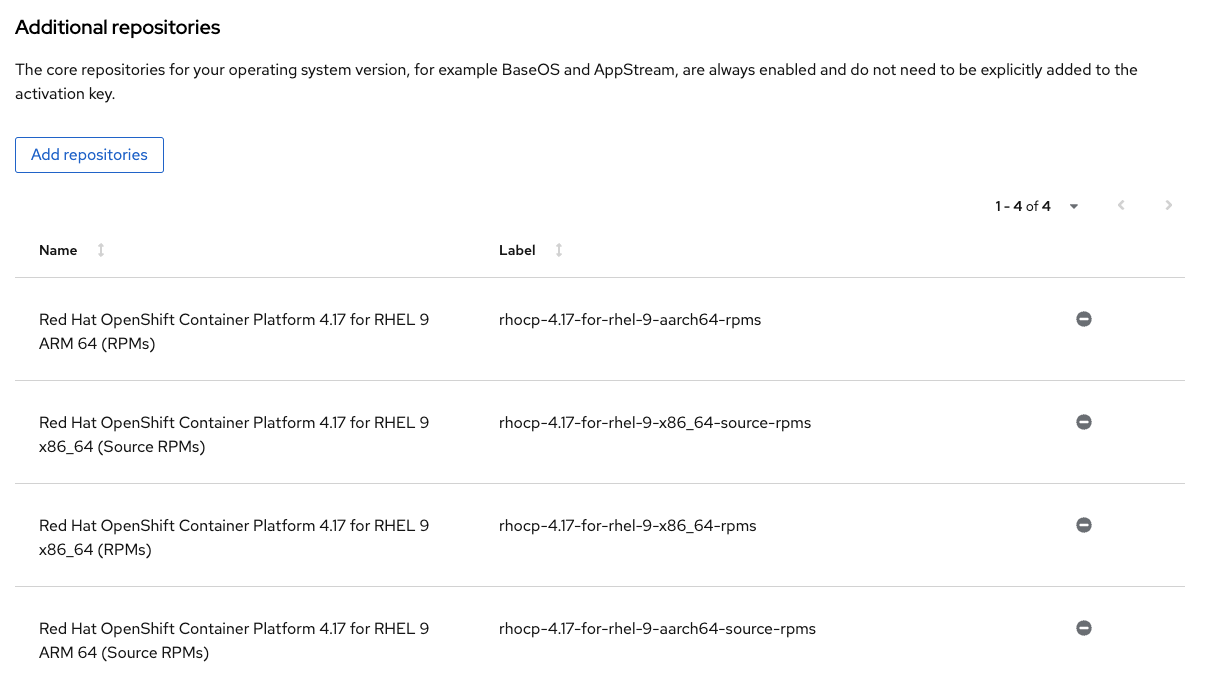 Additional repositories
The core repositories for your operating system version, for example BaseOS and AppStream, are always enabled and do not need to be explicitly added to the
activation key.
Add repositories
1 - 4 of 4
Name Label
Red Hat OpenShift Container Platform 4.17 for RHEL 9 rhocp-4.17-for-rhel-9-aarch64-rpms
ARM 64 (RPMs)
Red Hat OpenShift Container Platform 4.17 for RHEL 9 rhocp-4.17-for-rhel-9-x86_64-source-rpms
x86_64 (Source RPMs)
Red Hat OpenShift Container Platform 4.17 for RHEL 9 rhocp-4.17-for-rhel-9-x86_64-rpms
x86_64 (RPMs)
Red Hat OpenShift Container Platform 4.17 for RHEL 9 rhocp-4.17-for-rhel-9-aarch64-source-rpms
ARM 64 (Source RPMs)